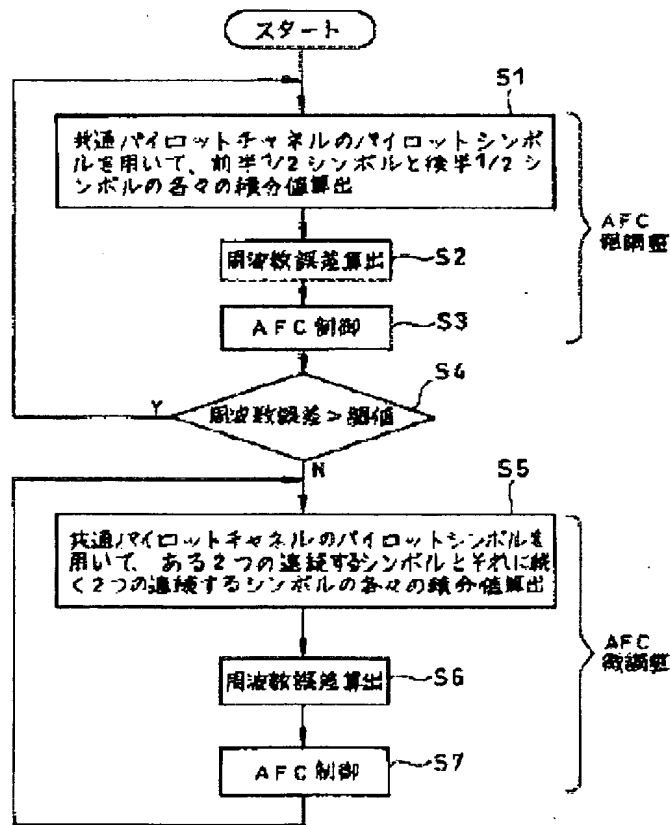 スタート
S1
共通パイロットチャネルのパイロットシンボ
ルを用いて、前半1/2シンボルと後半1/2シ
ンボルの各々の積分値算出
AFC
粗調整
周波数誤差算出
S2
AFC制御
S3
S4
周波数誤差>閾値
Y
N
S5
共通パイロットチャネルのパイロットシンボルを
用いて、ある2つの連続するシンボルとそれに続
く2つの連続するシンボルの各々の積分値算出
AFC
微調整
周波数誤差算出
S6
AFC制御
S7